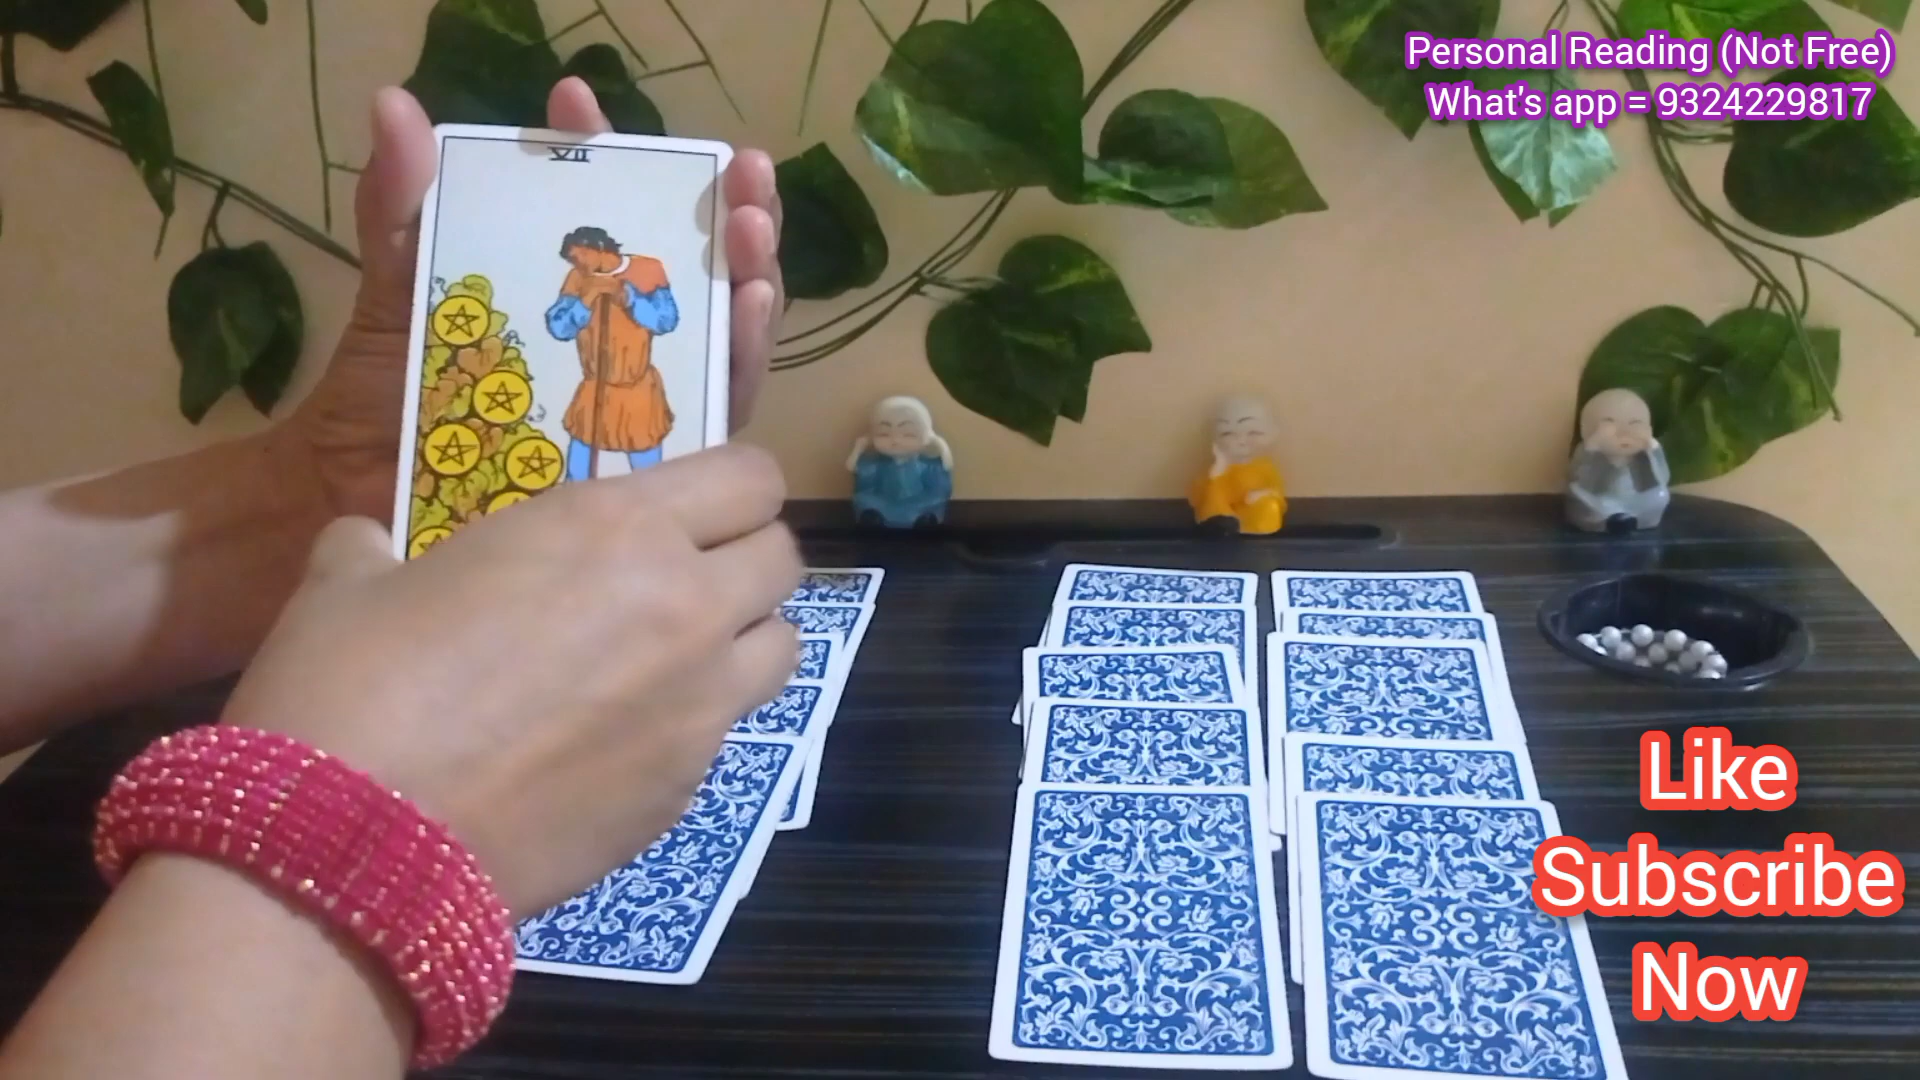 Personal Reading (Not Free)
What's app = 9324229817
VII
Like
Subscribe
Now